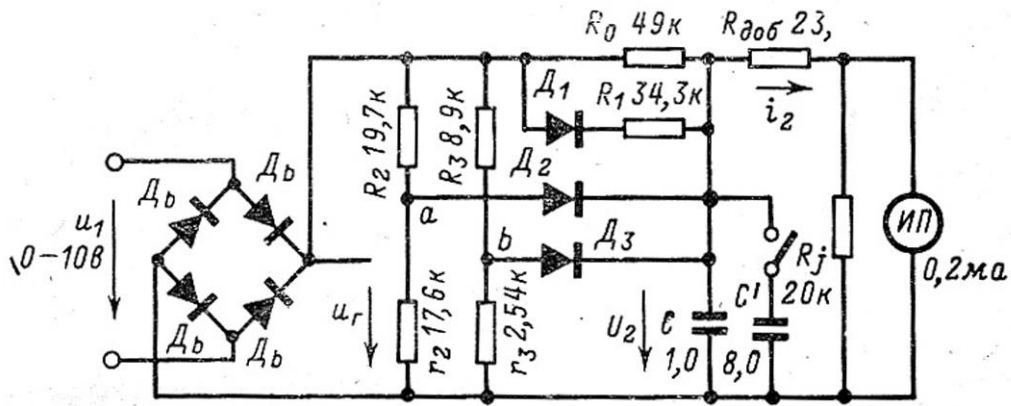 R₀ 49к
Rдоб 23,
Д₁
R₁ 34,3к
i₂
R₂ 19,7к
R₃ 8,9к
Д₂
Дb
Дb
a
u₁
0-10В
b
Д₃
ИП
Rj
20к
0,2ма
uг
r₂ 17,6к
r₃ 2,54к
U₂
C
1,0
C'
8,0
Дb
Дb